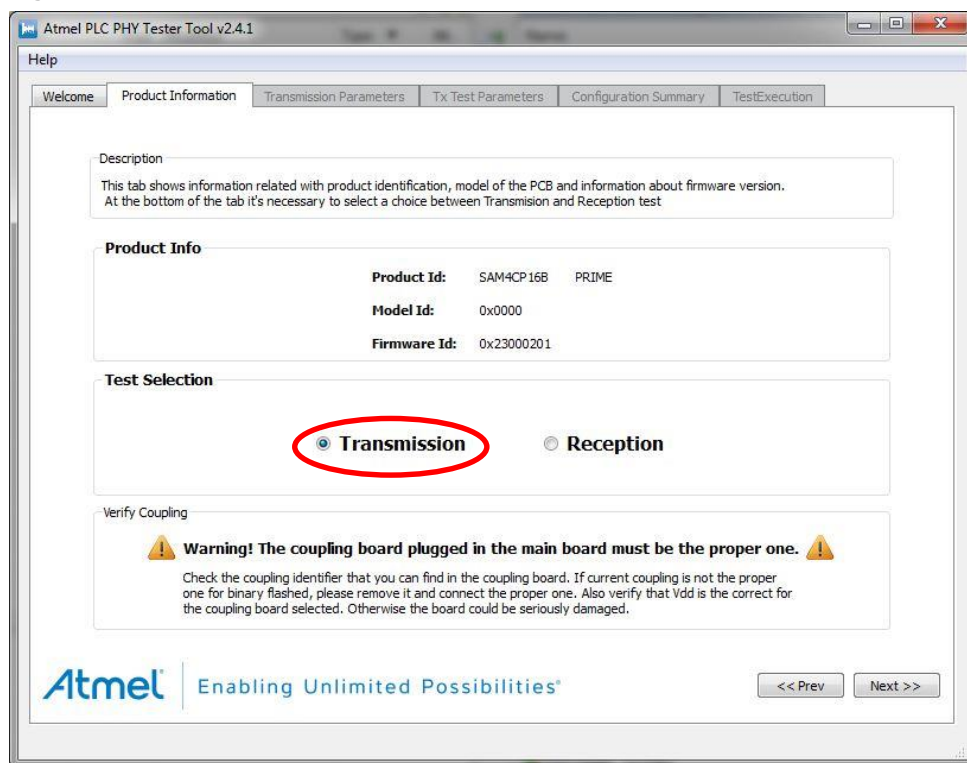 Atmel PLC PHY Tester Tool v2.4.1
Help
Welcome Product Information Transmission Parameters Tx Test Parameters Configuration Summary TestExecution
Description
This tab shows information related with product identification, model of the PCB and information about firmware version.
At the bottom of the tab it's necessary to select a choice between Transmision and Reception test
Product Info
Product Id: SAM4CP16B PRIME
Model Id: 0x0000
Firmware Id: 0x23000201
Test Selection
Transmission Reception
Verify Coupling
Warning! The coupling board plugged in the main board must be the proper one.
Check the coupling identifier that you can find in the coupling board. If current coupling is not the proper
one for binary flashed, please remove it and connect the proper one. Also verify that Vdd is the correct for
the coupling board selected. Otherwise the board could be seriously damaged.
Atmel Enabling Unlimited Possibilities®
<< Prev Next >>